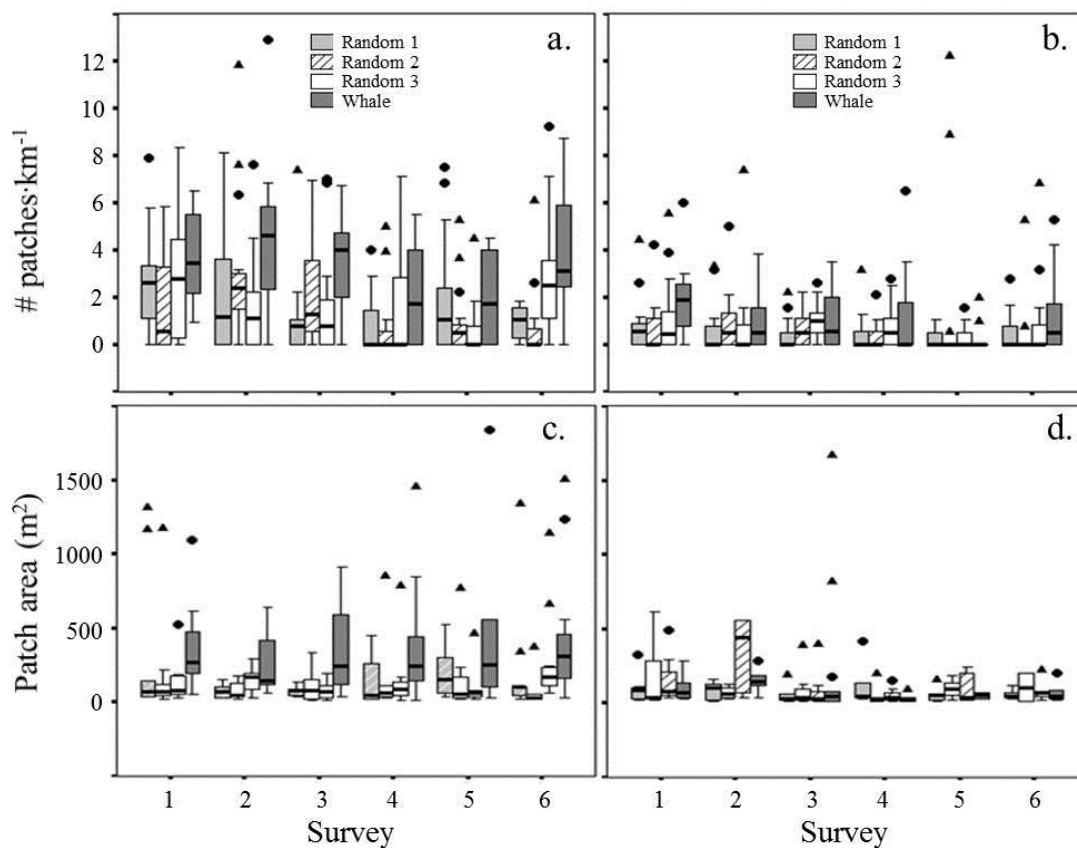 a.
Random 1
Random 2
Random 3
Whale
b.
Random 1
Random 2
Random 3
Whale
# patches·km⁻¹
12
10
8
6
4
2
0
c.
d.
Patch area (m²)
1500
1000
500
0
1 2 3 4 5 6
1 2 3 4 5 6
Survey
Survey